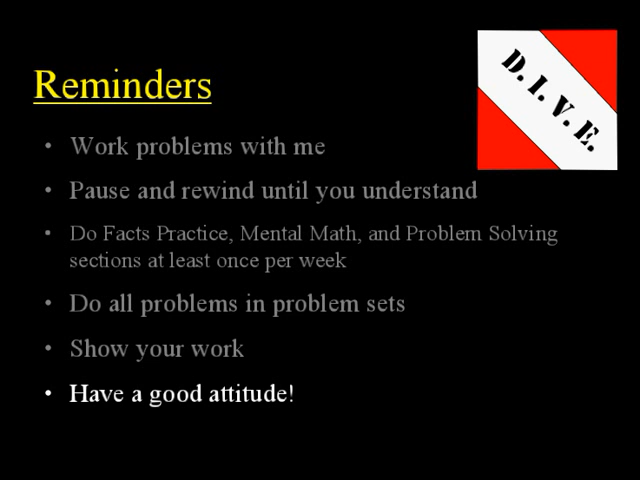 D. I. V. E.
Reminders
• Work problems with me
• Pause and rewind until you understand
• Do Facts Practice, Mental Math, and Problem Solving
sections at least once per week
• Do all problems in problem sets
• Show your work
• Have a good attitude!